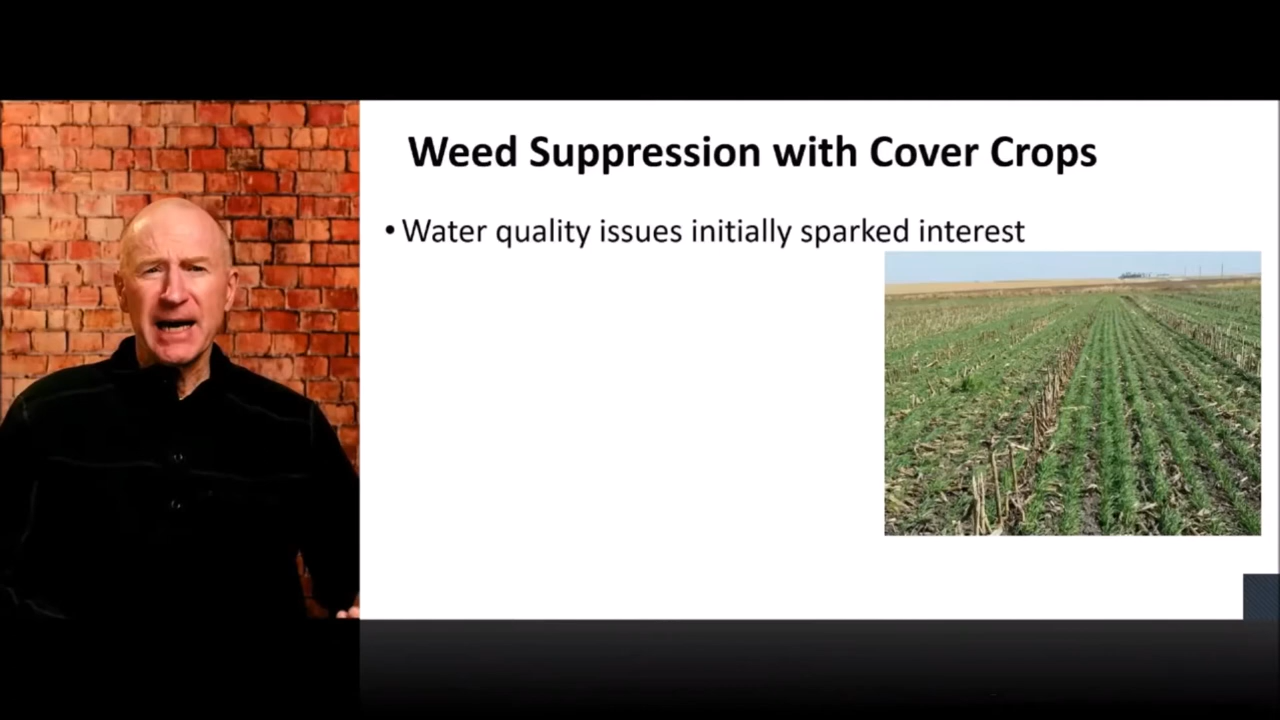 Weed Suppression with Cover Crops
• Water quality issues initially sparked interest